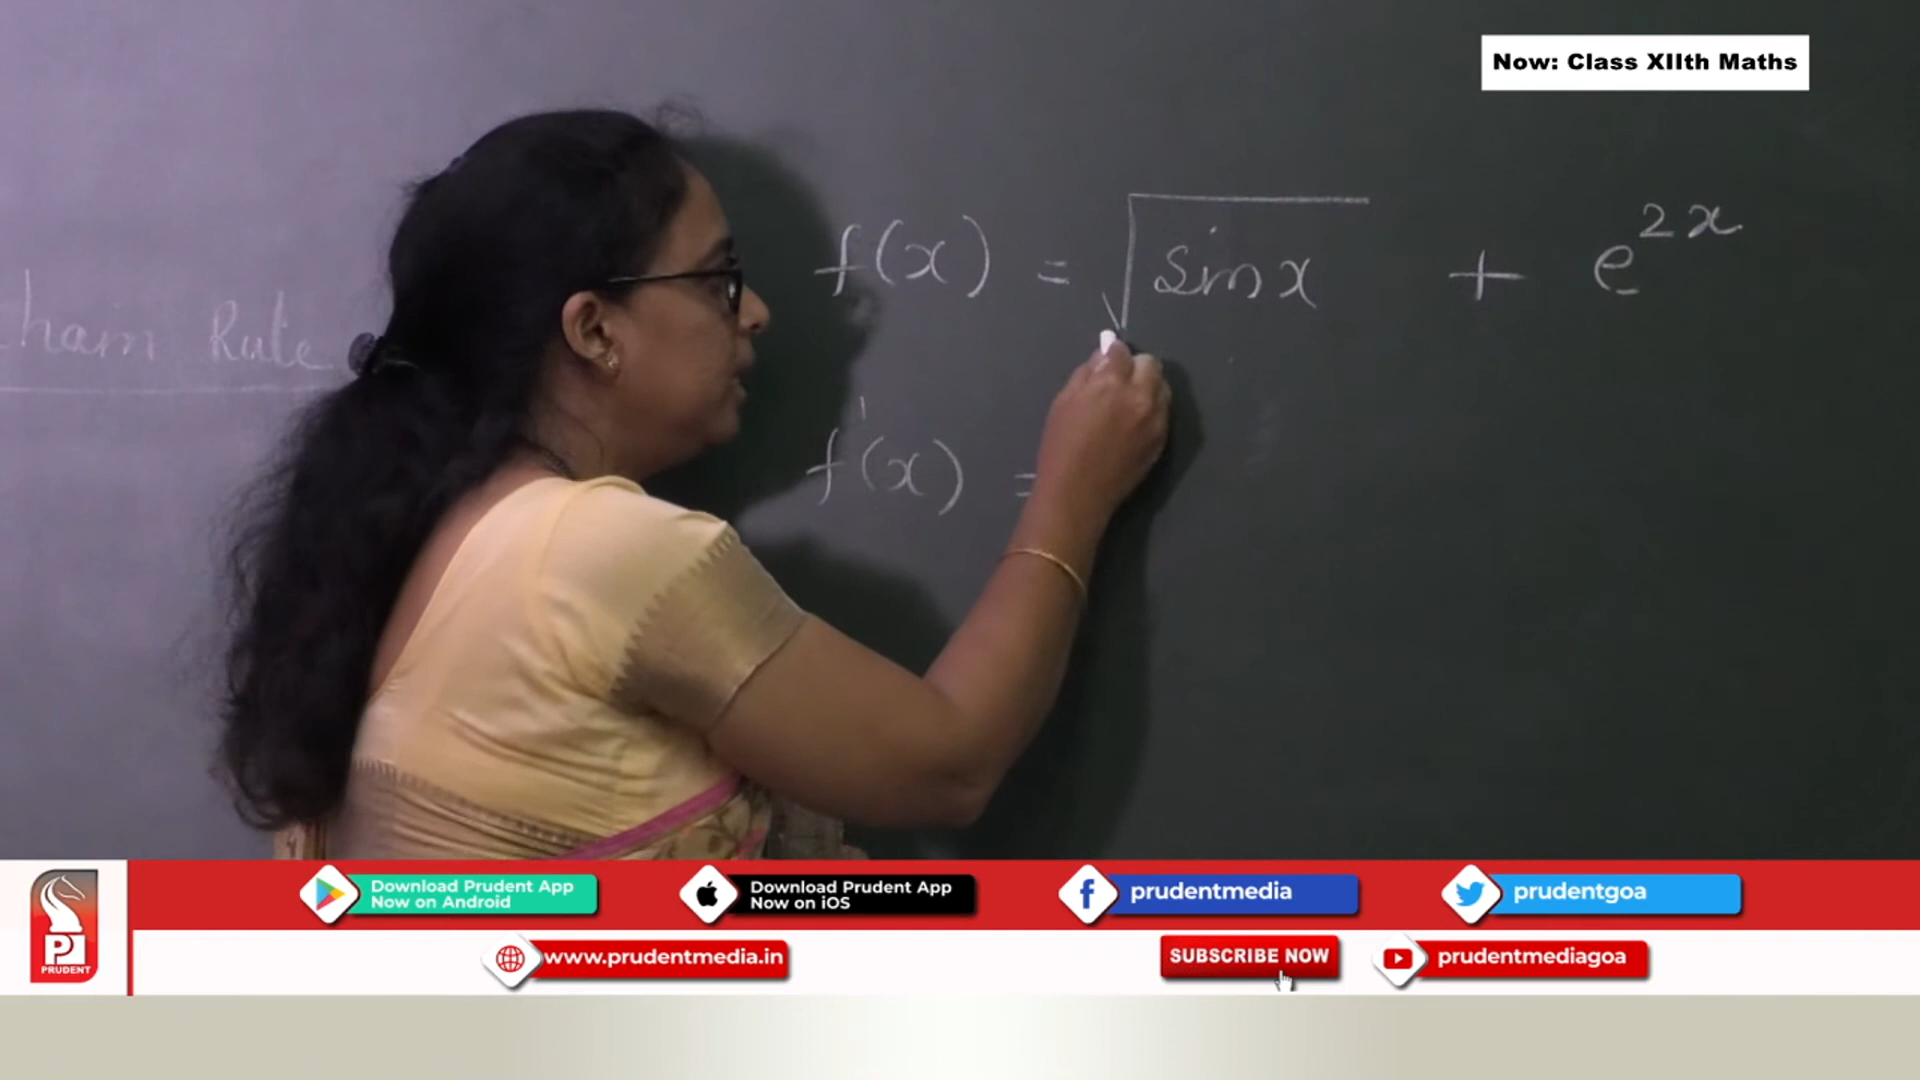 Now: Class XIIth Maths
f(x) = √sin x + e^{2x}
hain Rule
f'(x) =
Download Prudent App
Now on Android
Download Prudent App
Now on iOS
prudentmedia
prudentgoa
PRUDENT
www.prudentmedia.in
SUBSCRIBE NOW
prudentmediagoa